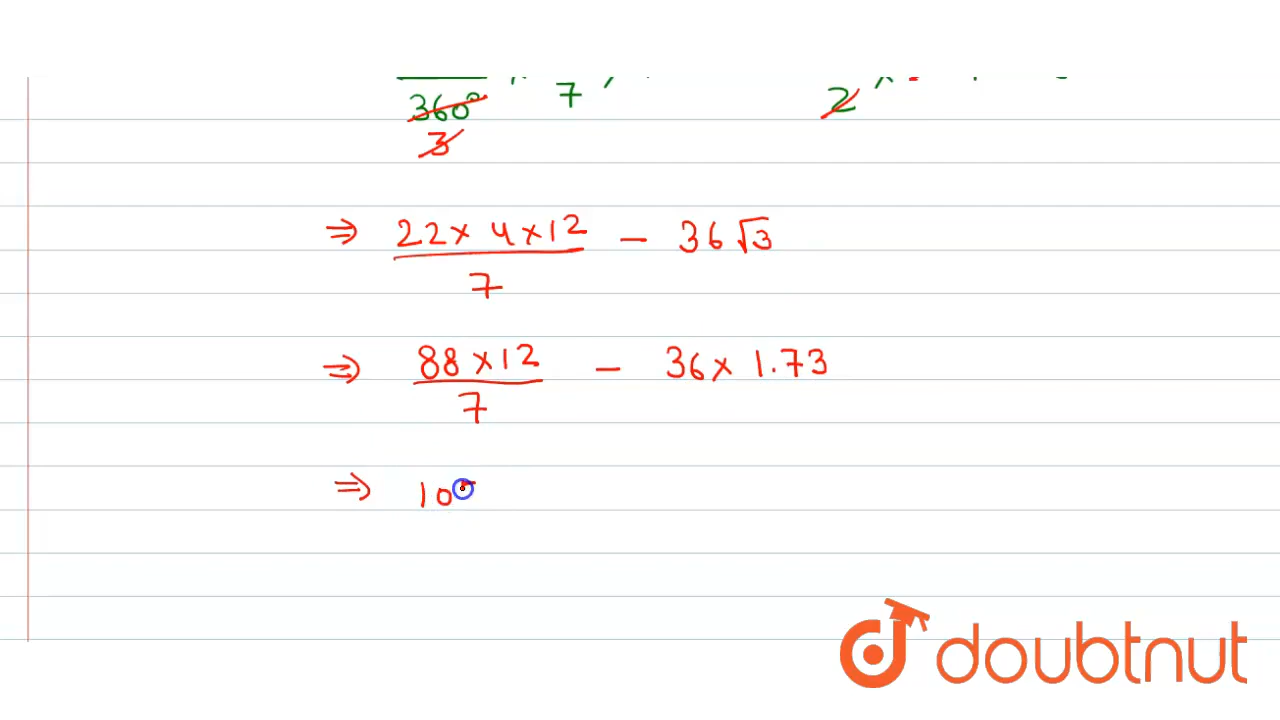 360° 7 2
3
⇒ 22 × 4 × 12 / 7 − 36 √3
⇒ 88 × 12 / 7 − 36 × 1.73
⇒ 10
doubtnut